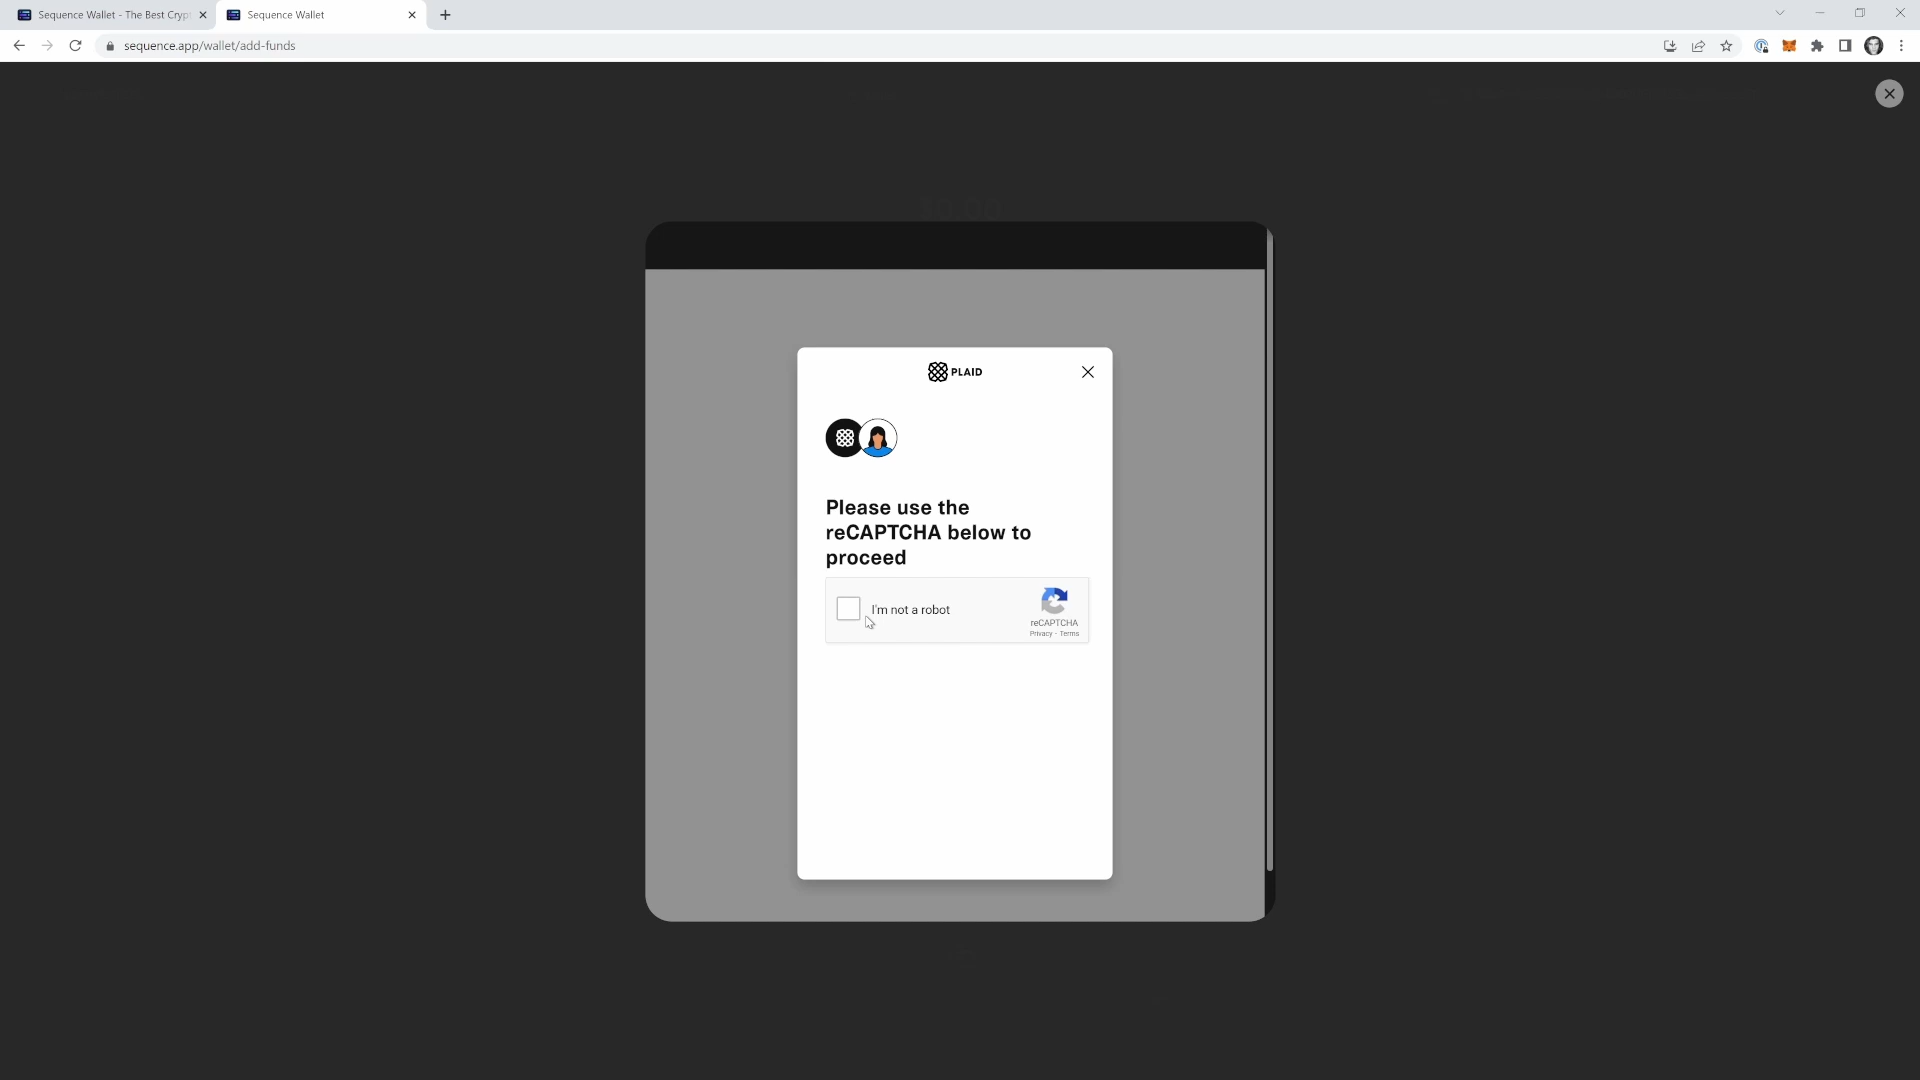 Sequence Wallet - The Best Cryp
Sequence Wallet
sequence.app/wallet/add-funds
PLAID
Please use the
reCAPTCHA below to
proceed
I'm not a robot
reCAPTCHA
Privacy - Terms